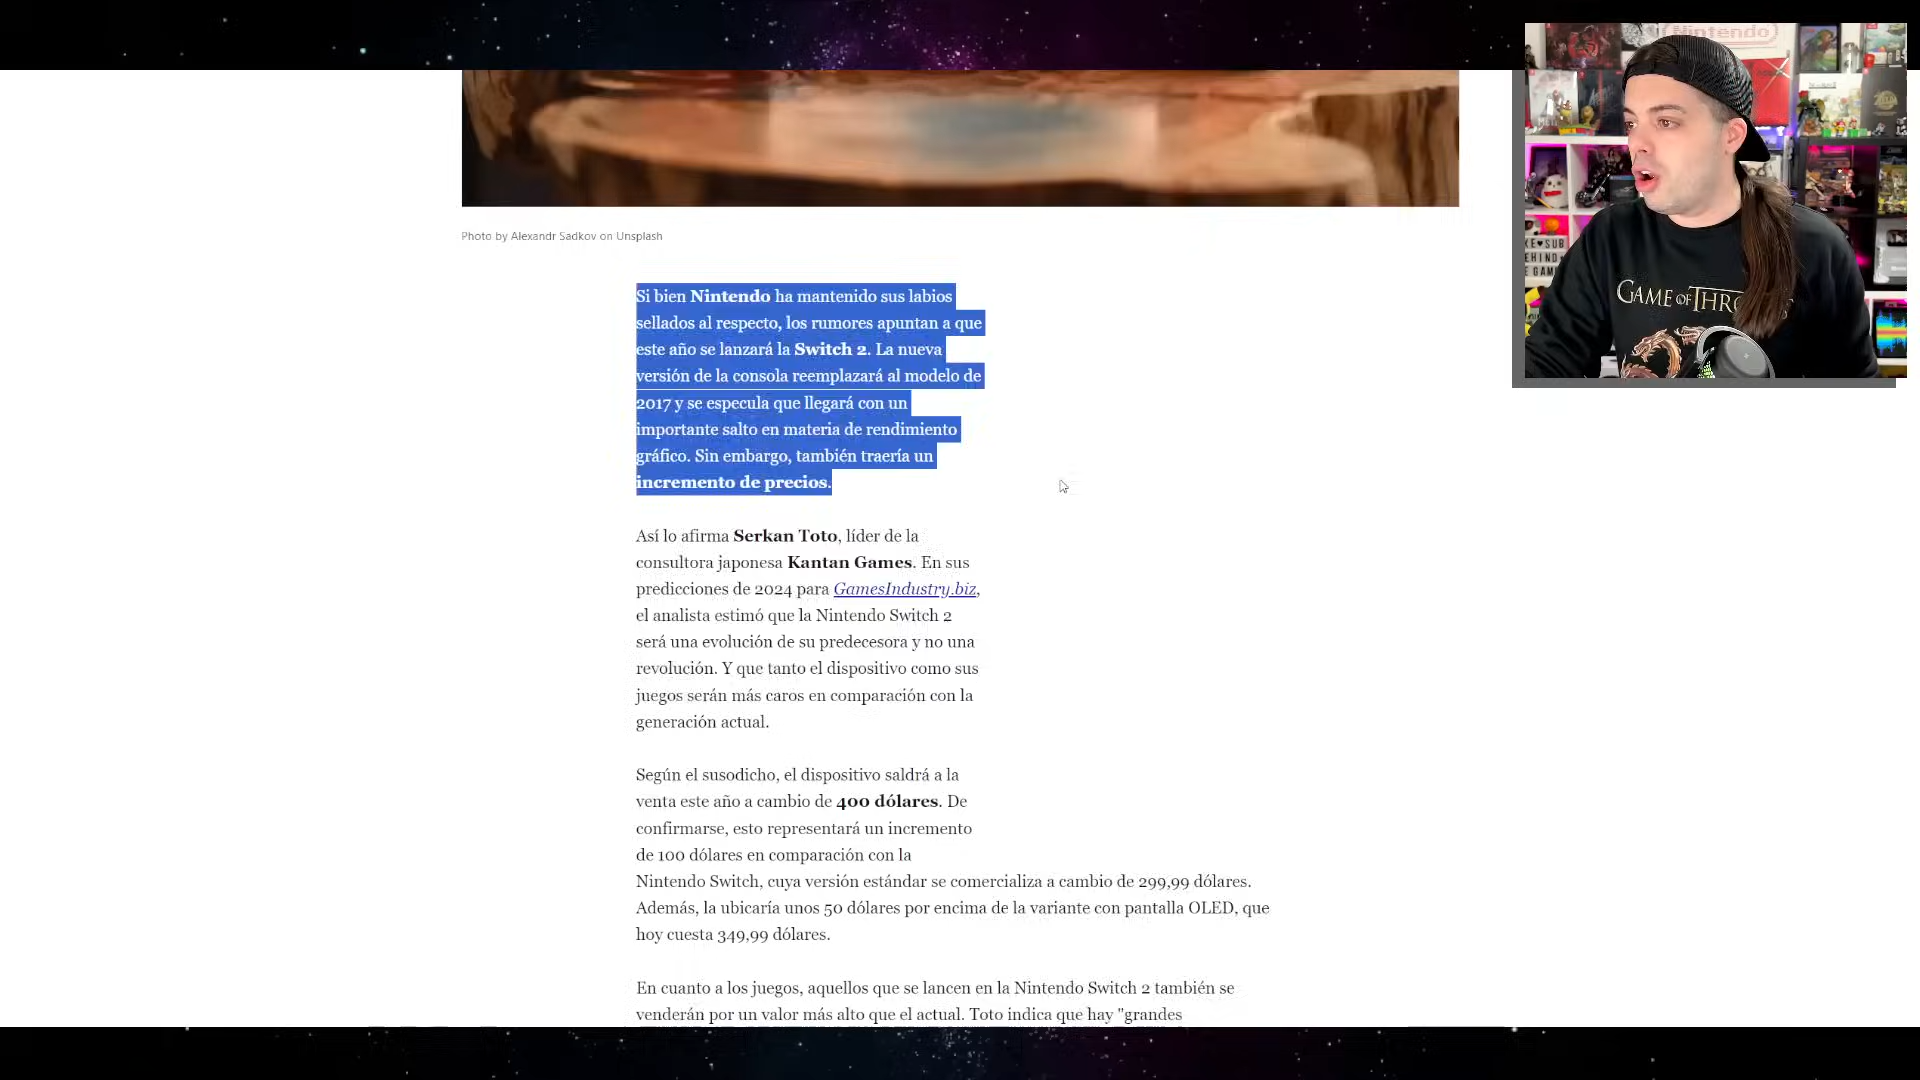 Nintendo
Photo by Alexandr Sadkov on Unsplash
Si bien Nintendo ha mantenido sus labios
sellados al respecto, los rumores apuntan a que
este año se lanzará la Switch 2. La nueva
versión de la consola reemplazará al modelo de
2017 y se especula que llegará con un
importante salto en materia de rendimiento
gráfico. Sin embargo, también traería un
incremento de precios.
Así lo afirma Serkan Toto, líder de la
consultora japonesa Kantan Games. En sus
predicciones de 2024 para GamesIndustry.biz,
el analista estimó que la Nintendo Switch 2
será una evolución de su predecesora y no una
revolución. Y que tanto el dispositivo como sus
juegos serán más caros en comparación con la
generación actual.
Según el susodicho, el dispositivo saldrá a la
venta este año a cambio de 400 dólares. De
confirmarse, esto representará un incremento
de 100 dólares en comparación con la
Nintendo Switch, cuya versión estándar se comercializa a cambio de 299,99 dólares.
Además, la ubicaría unos 50 dólares por encima de la variante con pantalla OLED, que
hoy cuesta 349,99 dólares.
En cuanto a los juegos, aquellos que se lancen en la Nintendo Switch 2 también se
venderán por un valor más alto que el actual. Toto indica que hay "grandes
GAME OF THRO